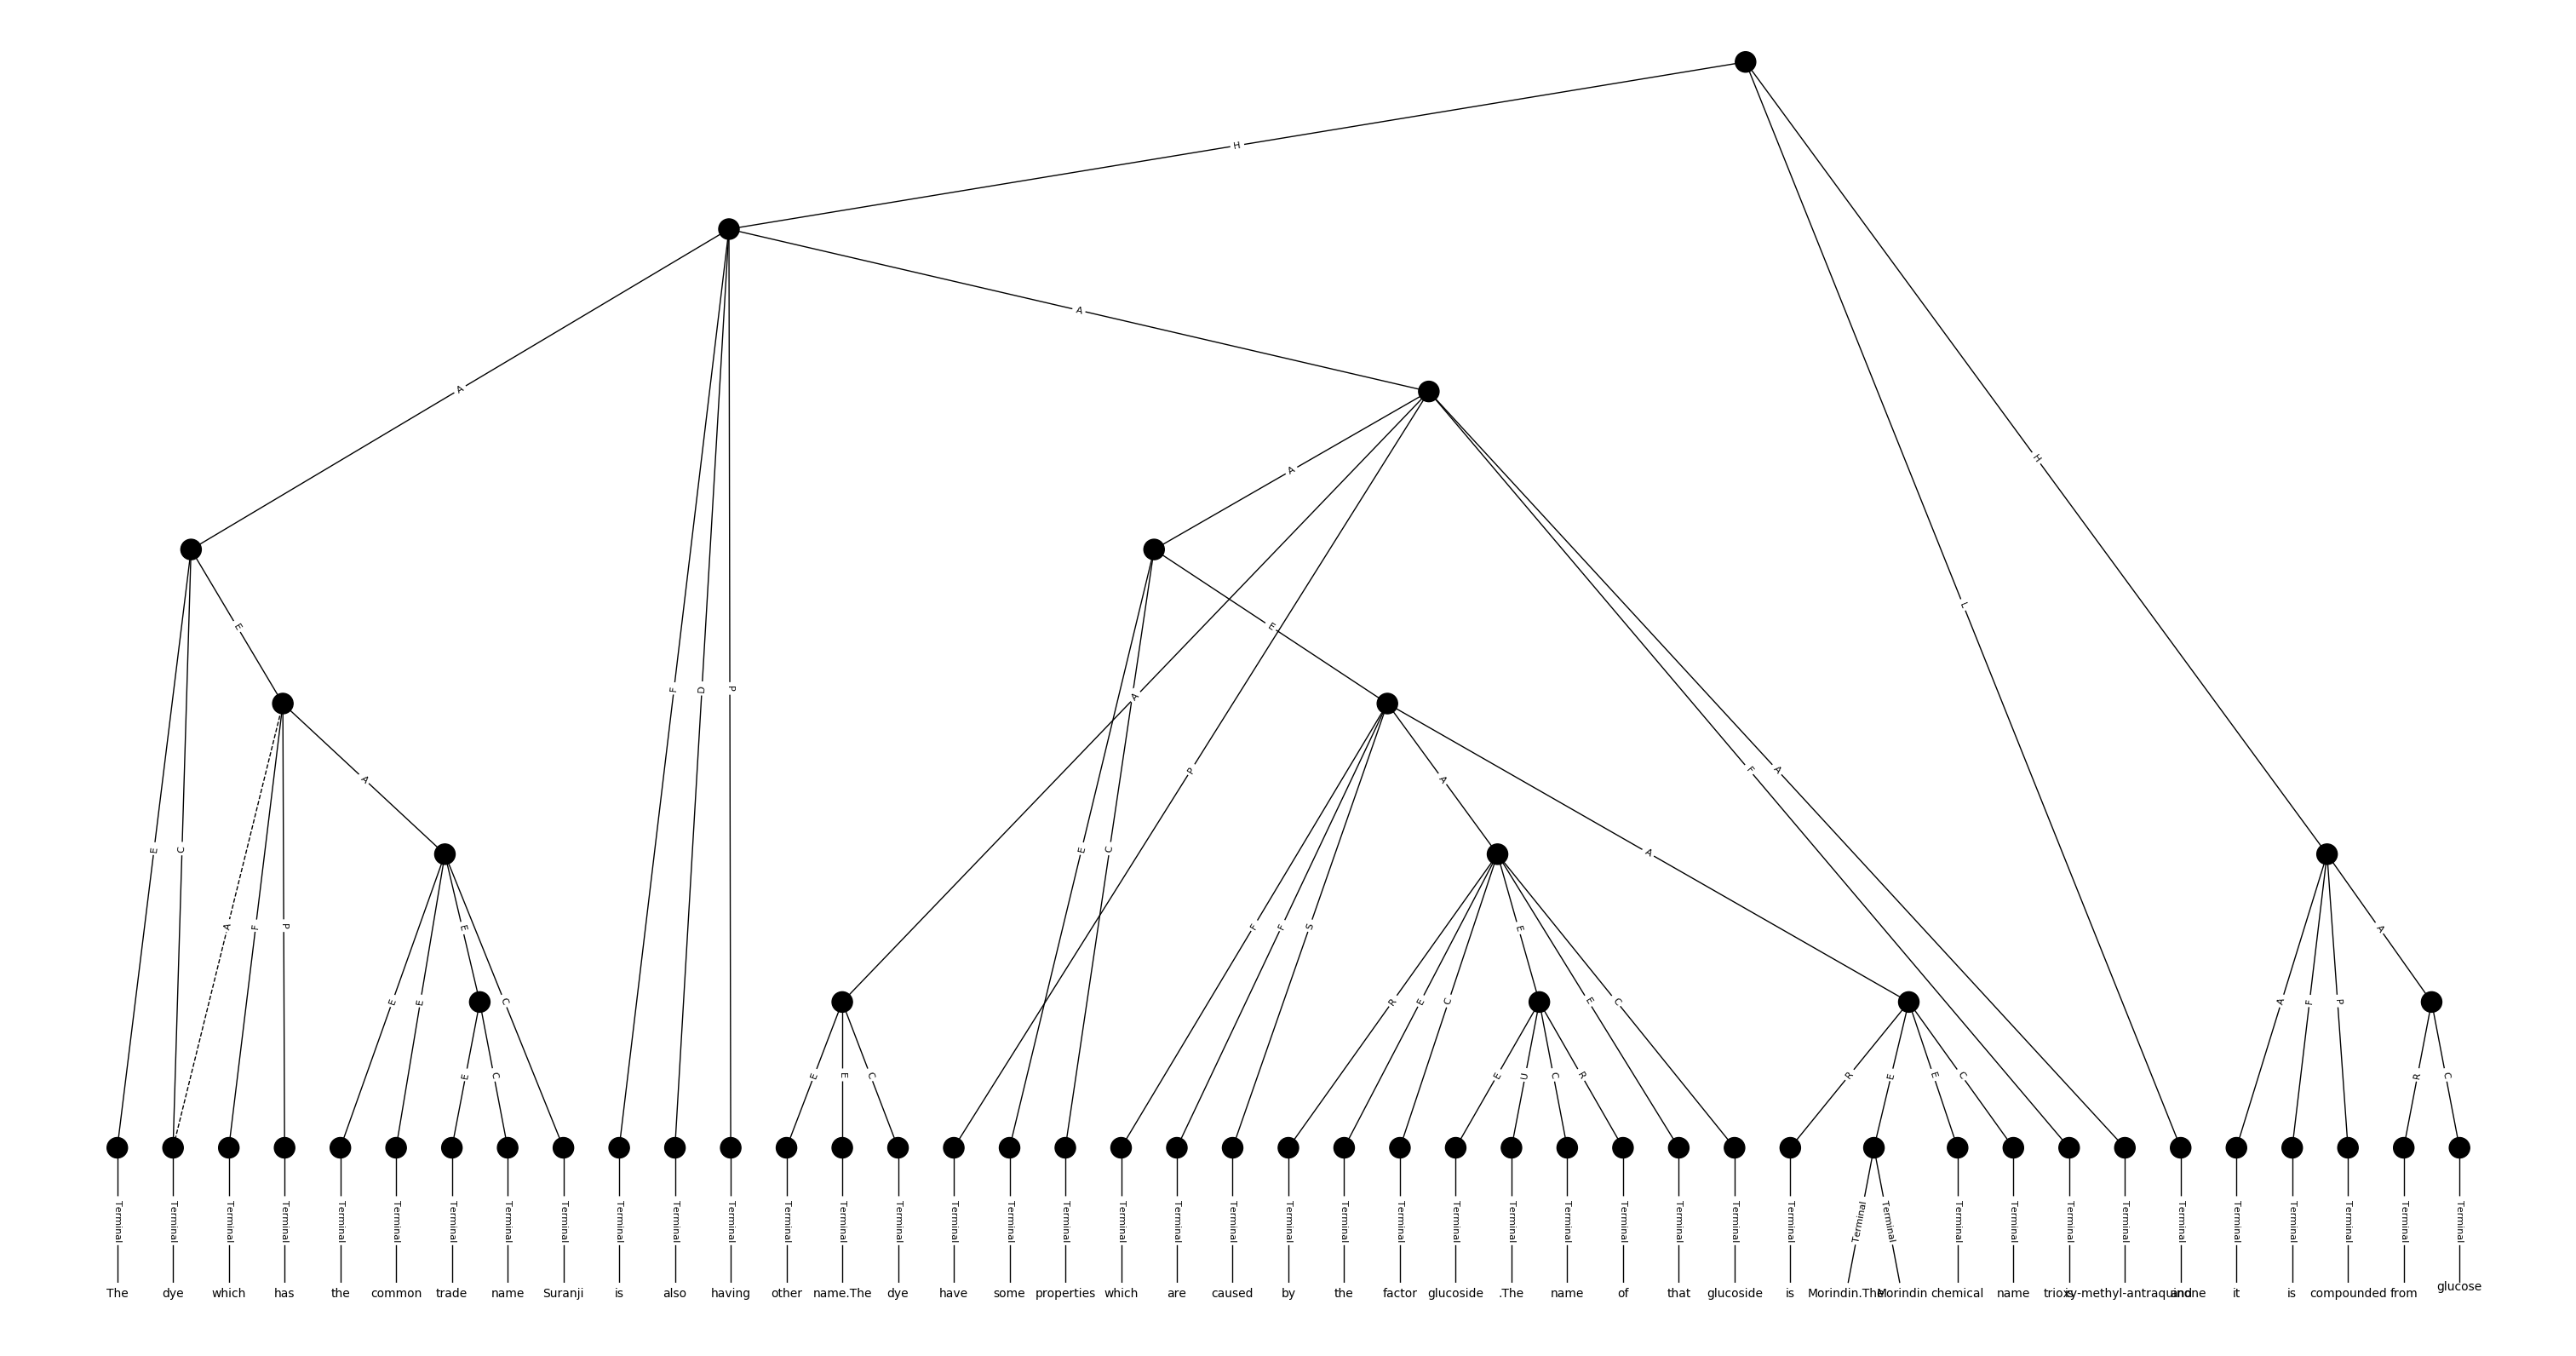 H
A
A
A
E
E
L
H
F D P
A
P
A
A
A
F A
E C
E C
A
A F P
F F S
E
A
E E C
R E C E C
A F P
R C
E C
E E C
E U C R
R E E C
Terminal Terminal Terminal Terminal Terminal Terminal Terminal Terminal Terminal Terminal Terminal Terminal Terminal Terminal Terminal Terminal Terminal Terminal Terminal Terminal Terminal Terminal Terminal Terminal Terminal Terminal Terminal Terminal Terminal Terminal Terminal Terminal Terminal Terminal Terminal Terminal Terminal Terminal Terminal Terminal Terminal Terminal Terminal Terminal
The dye which has the common trade name Suranji is also having other name.The dye have some properties which are caused by the factor glucoside .The name of that glucoside is Morindin.The Morindin chemical name is trioxy-methyl-antraquinone and it is compounded from glucose